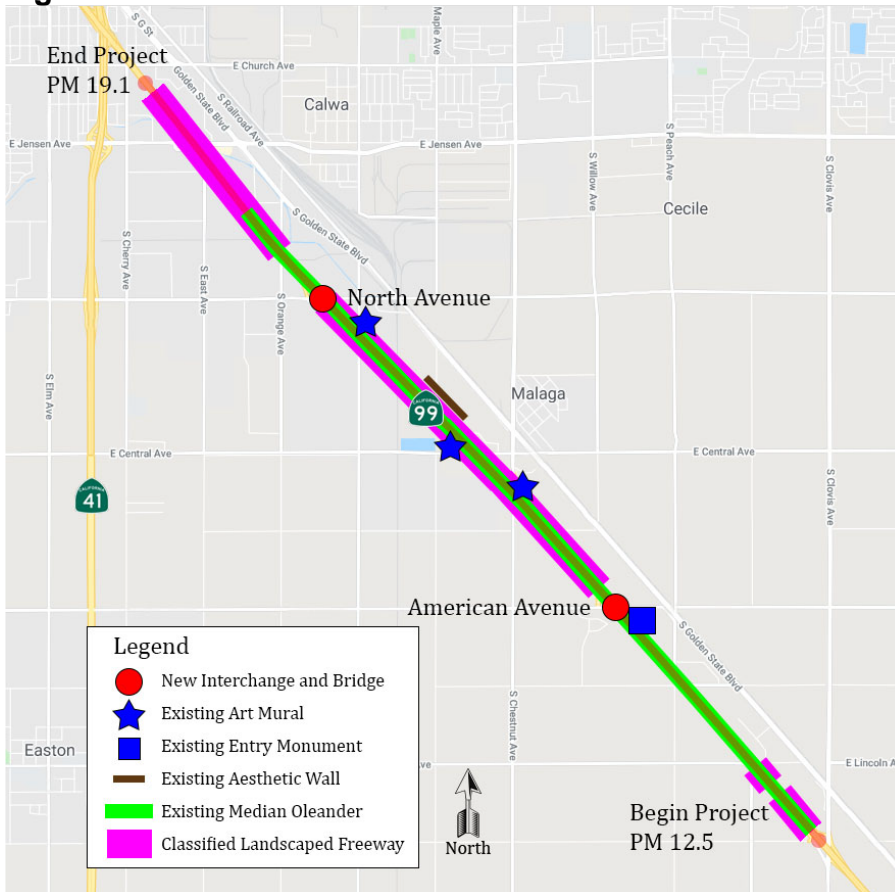 S G St
Maple Ave
End Project
PM 19.1
E Church Ave
Golden State Blvd
S Railroad Ave
Calwa
E Jensen Ave
E Jensen Ave
S Peach Ave
S Willow Ave
S Clovis Ave
Cecile
S Golden State Blvd
S Cherry Ave
S East Ave
S Orange Ave
North Avenue
S Elm Ave
Malaga
CALIFORNIA
99
E Central Ave
E Central Ave
CALIFORNIA
41
S Clovis Ave
American Avenue
S Golden State Blvd
Legend
New Interchange and Bridge
Existing Art Mural
Existing Entry Monument
Existing Aesthetic Wall
Existing Median Oleander
Classified Landscaped Freeway
S Chestnut Ave
Easton
Ave
E Lincoln A
North
Begin Project
PM 12.5